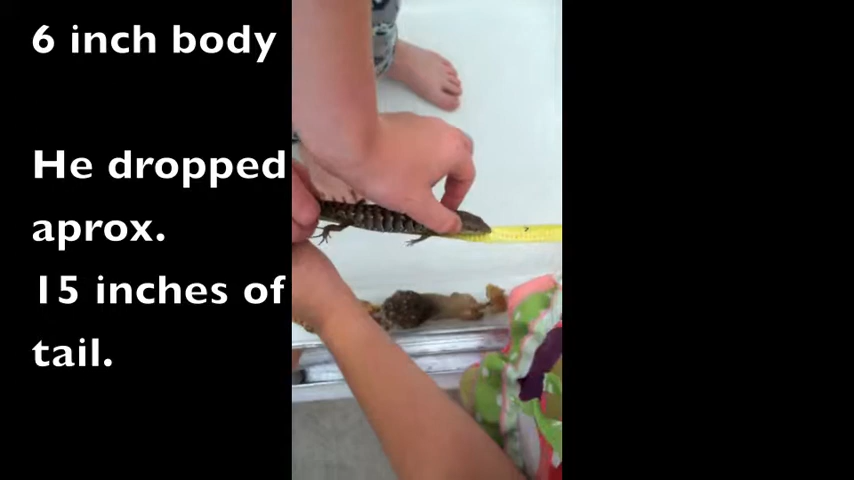 6 inch body
He dropped
aprox.
15 inches of
tail.